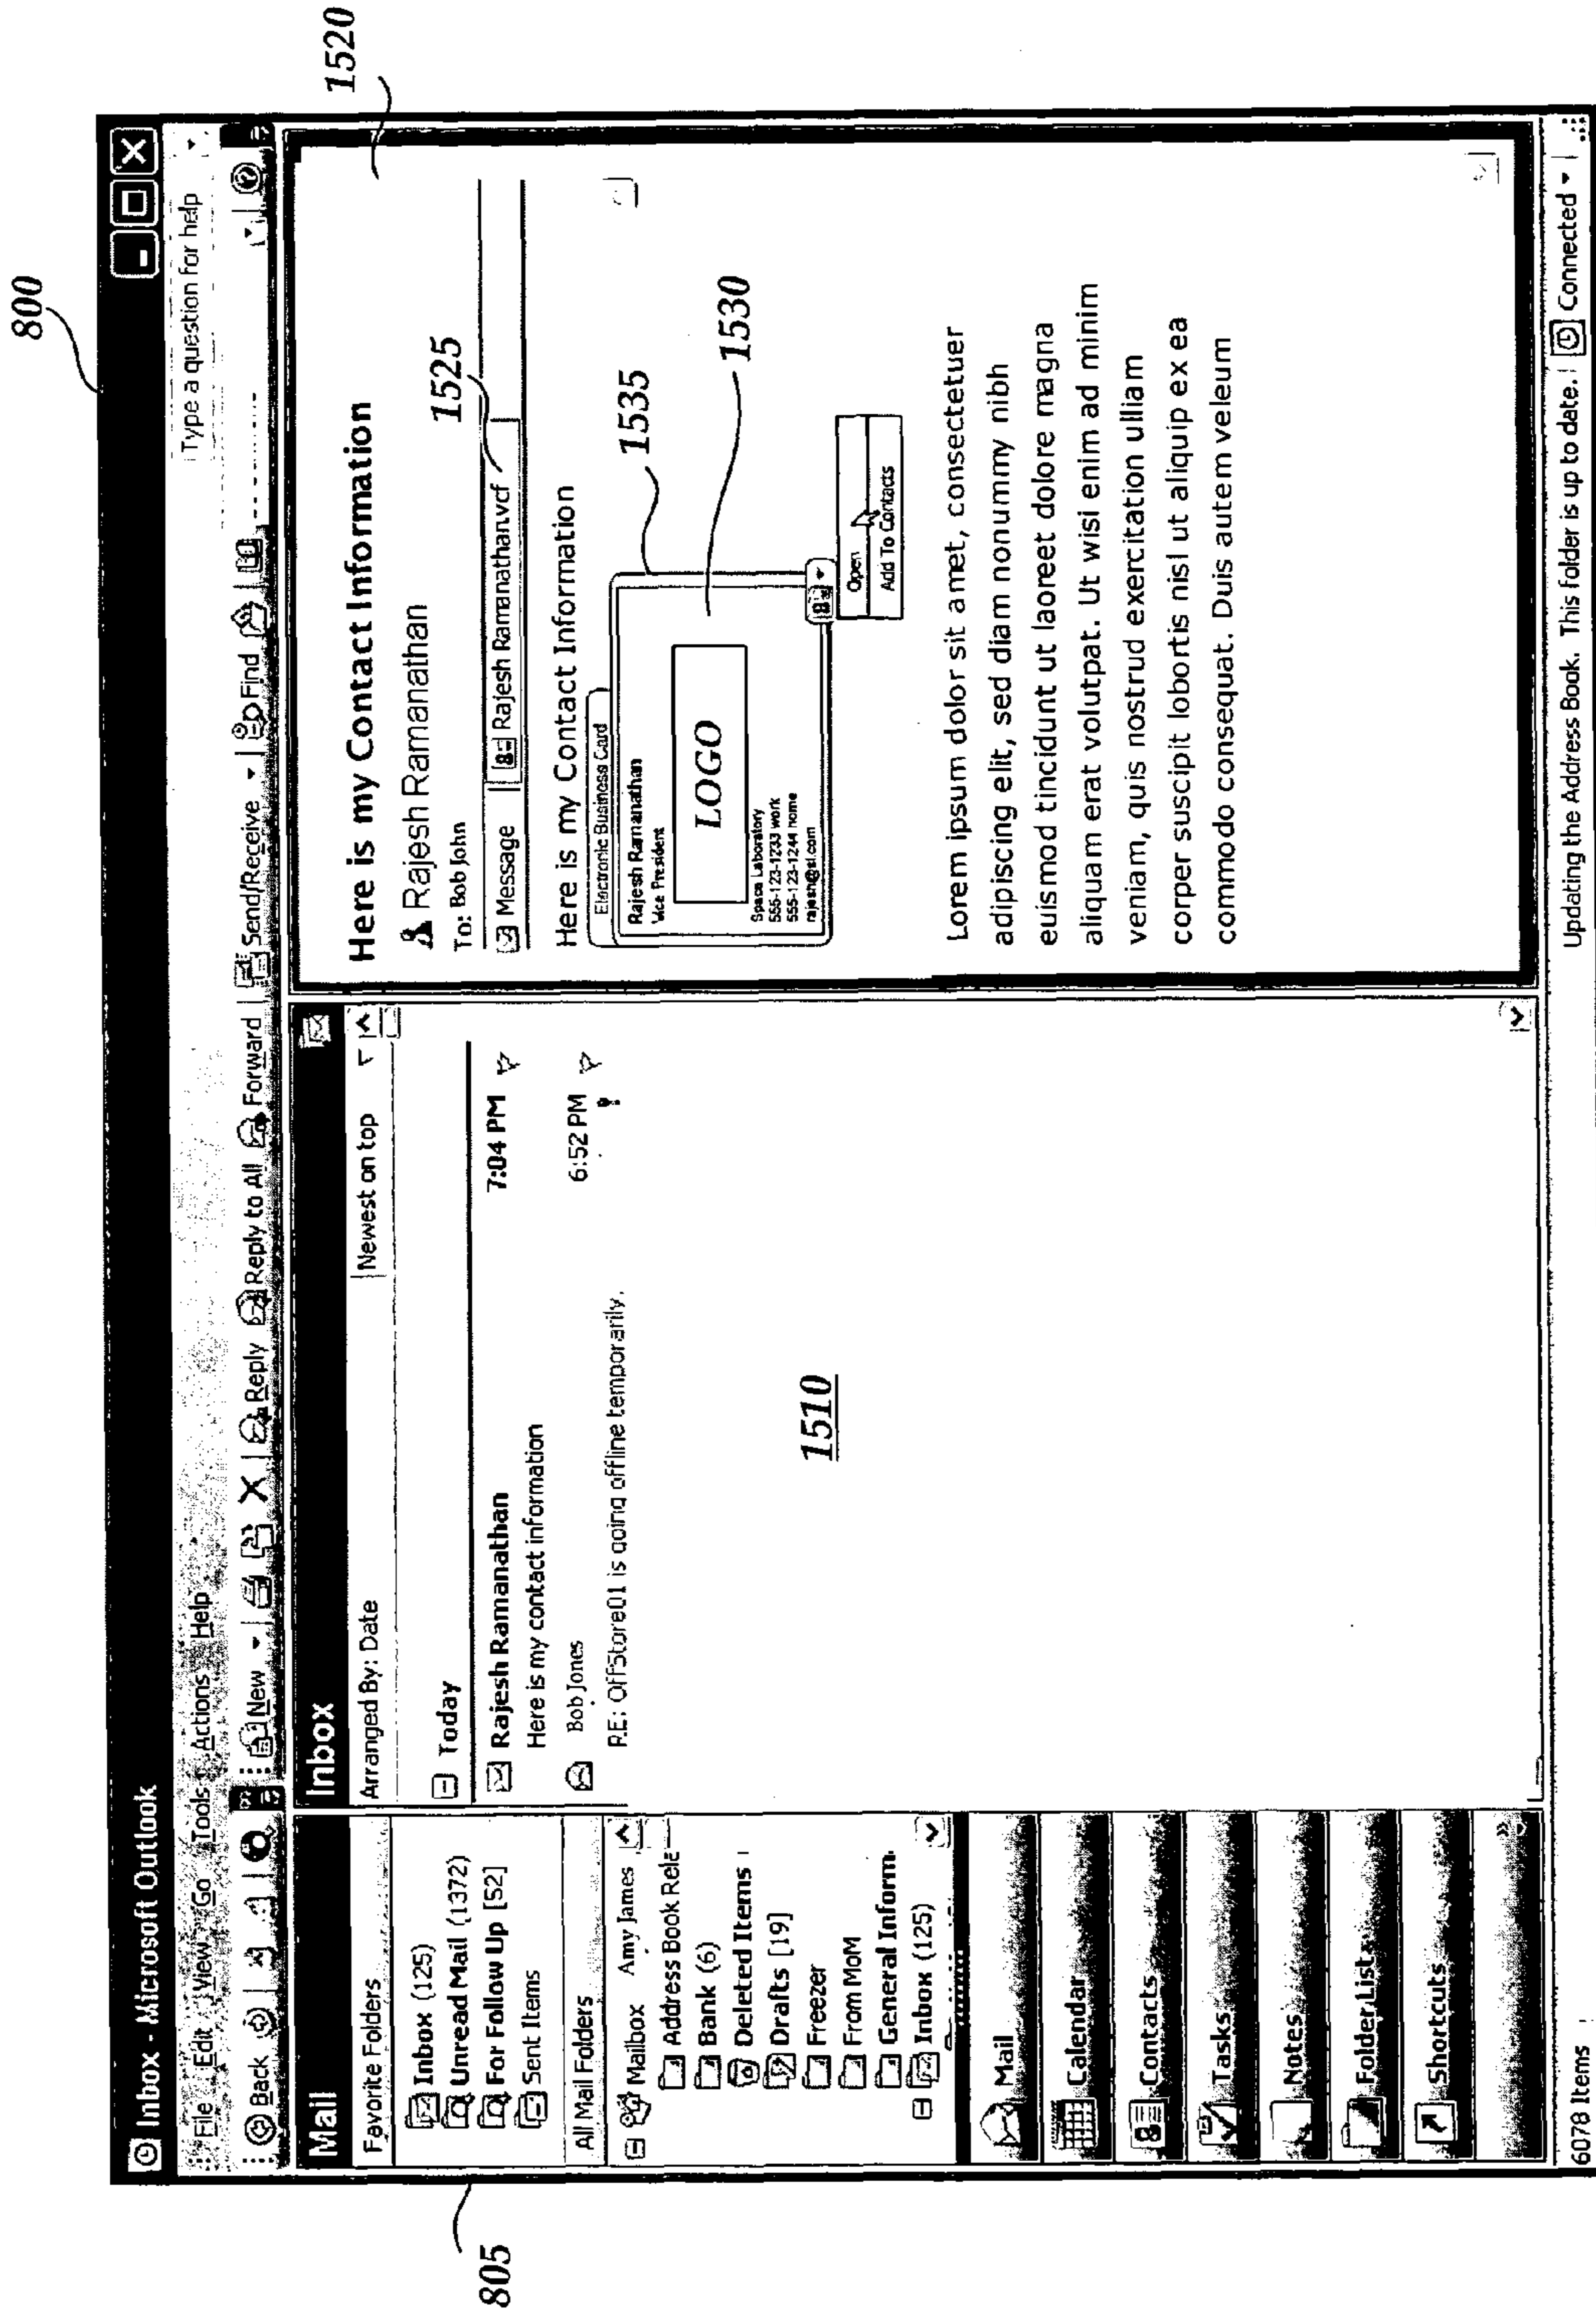 800
Inbox - Microsoft Outlook
File Edit View Go Tools Actions Help
Type a question for help
Back
New Reply Reply to All Forward Send/Receive Find
Mail
Favorite Folders
Inbox (125)
Unread Mail (1372)
For Follow Up [52]
Sent Items
All Mail Folders
Mailbox Amy James
Address Book Rele
Bank (6)
Deleted Items
Drafts [19]
Freezer
From MoM
General Inform.
Inbox (125)
Mail
Calendar
Contacts
Tasks
Notes
Folder List
Shortcuts
805
Inbox
Arranged By: Date Newest on top
Today
Rajesh Ramanathan 7:04 PM
Here is my contact information
Bob Jones 6:52 PM
RE: OffStore01 is going offline temporarily.
1510
1520
Here is my Contact Information
Rajesh Ramanathan
To: Bob John
1525
Message Rajesh Ramanathan.vcf
Here is my Contact Information
1535
Electronic Business Card
Rajesh Ramanathan
Vice President
LOGO
1530
Space Laboratory
555-123-1233 work
555-123-1244 home
rajesh@sl.com
Open
Add To Contacts
Lorem ipsum dolor sit amet, consectetuer
adipiscing elit, sed diam nonummy nibh
euismod tincidunt ut laoreet dolore magna
aliquam erat volutpat. Ut wisi enim ad minim
veniam, quis nostrud exercitation ulliam
corper suscipit lobortis nisl ut aliquip ex ea
commodo consequat. Duis autem veleum
6078 Items Updating the Address Book. This folder is up to date. Connected